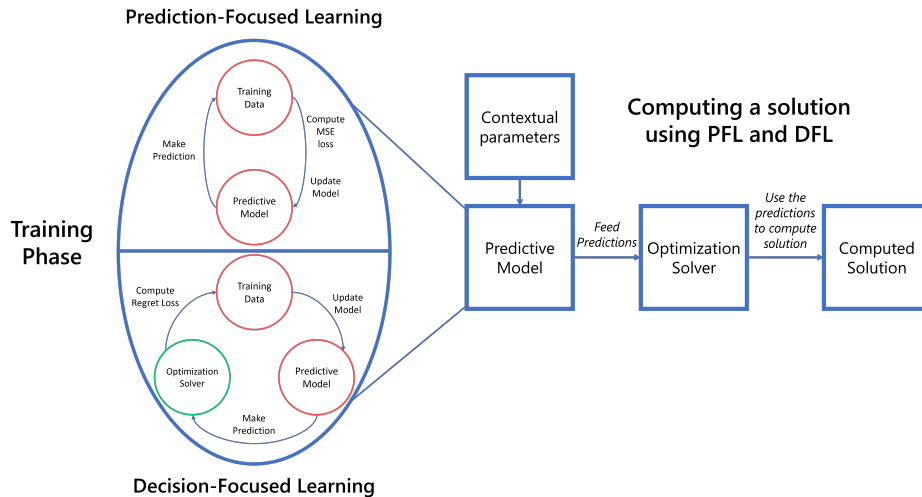 Prediction-Focused Learning
Training
Data
Compute
MSE
loss
Make
Prediction
Update
Model
Predictive
Model
Training
Phase
Compute
Regret Loss
Training
Data
Update
Model
Optimization
Solver
Predictive
Model
Make
Prediction
Decision-Focused Learning
Contextual
parameters
Computing a solution
using PFL and DFL
Predictive
Model
Feed
Predictions
Optimization
Solver
Use the
predictions
to compute
solution
Computed
Solution